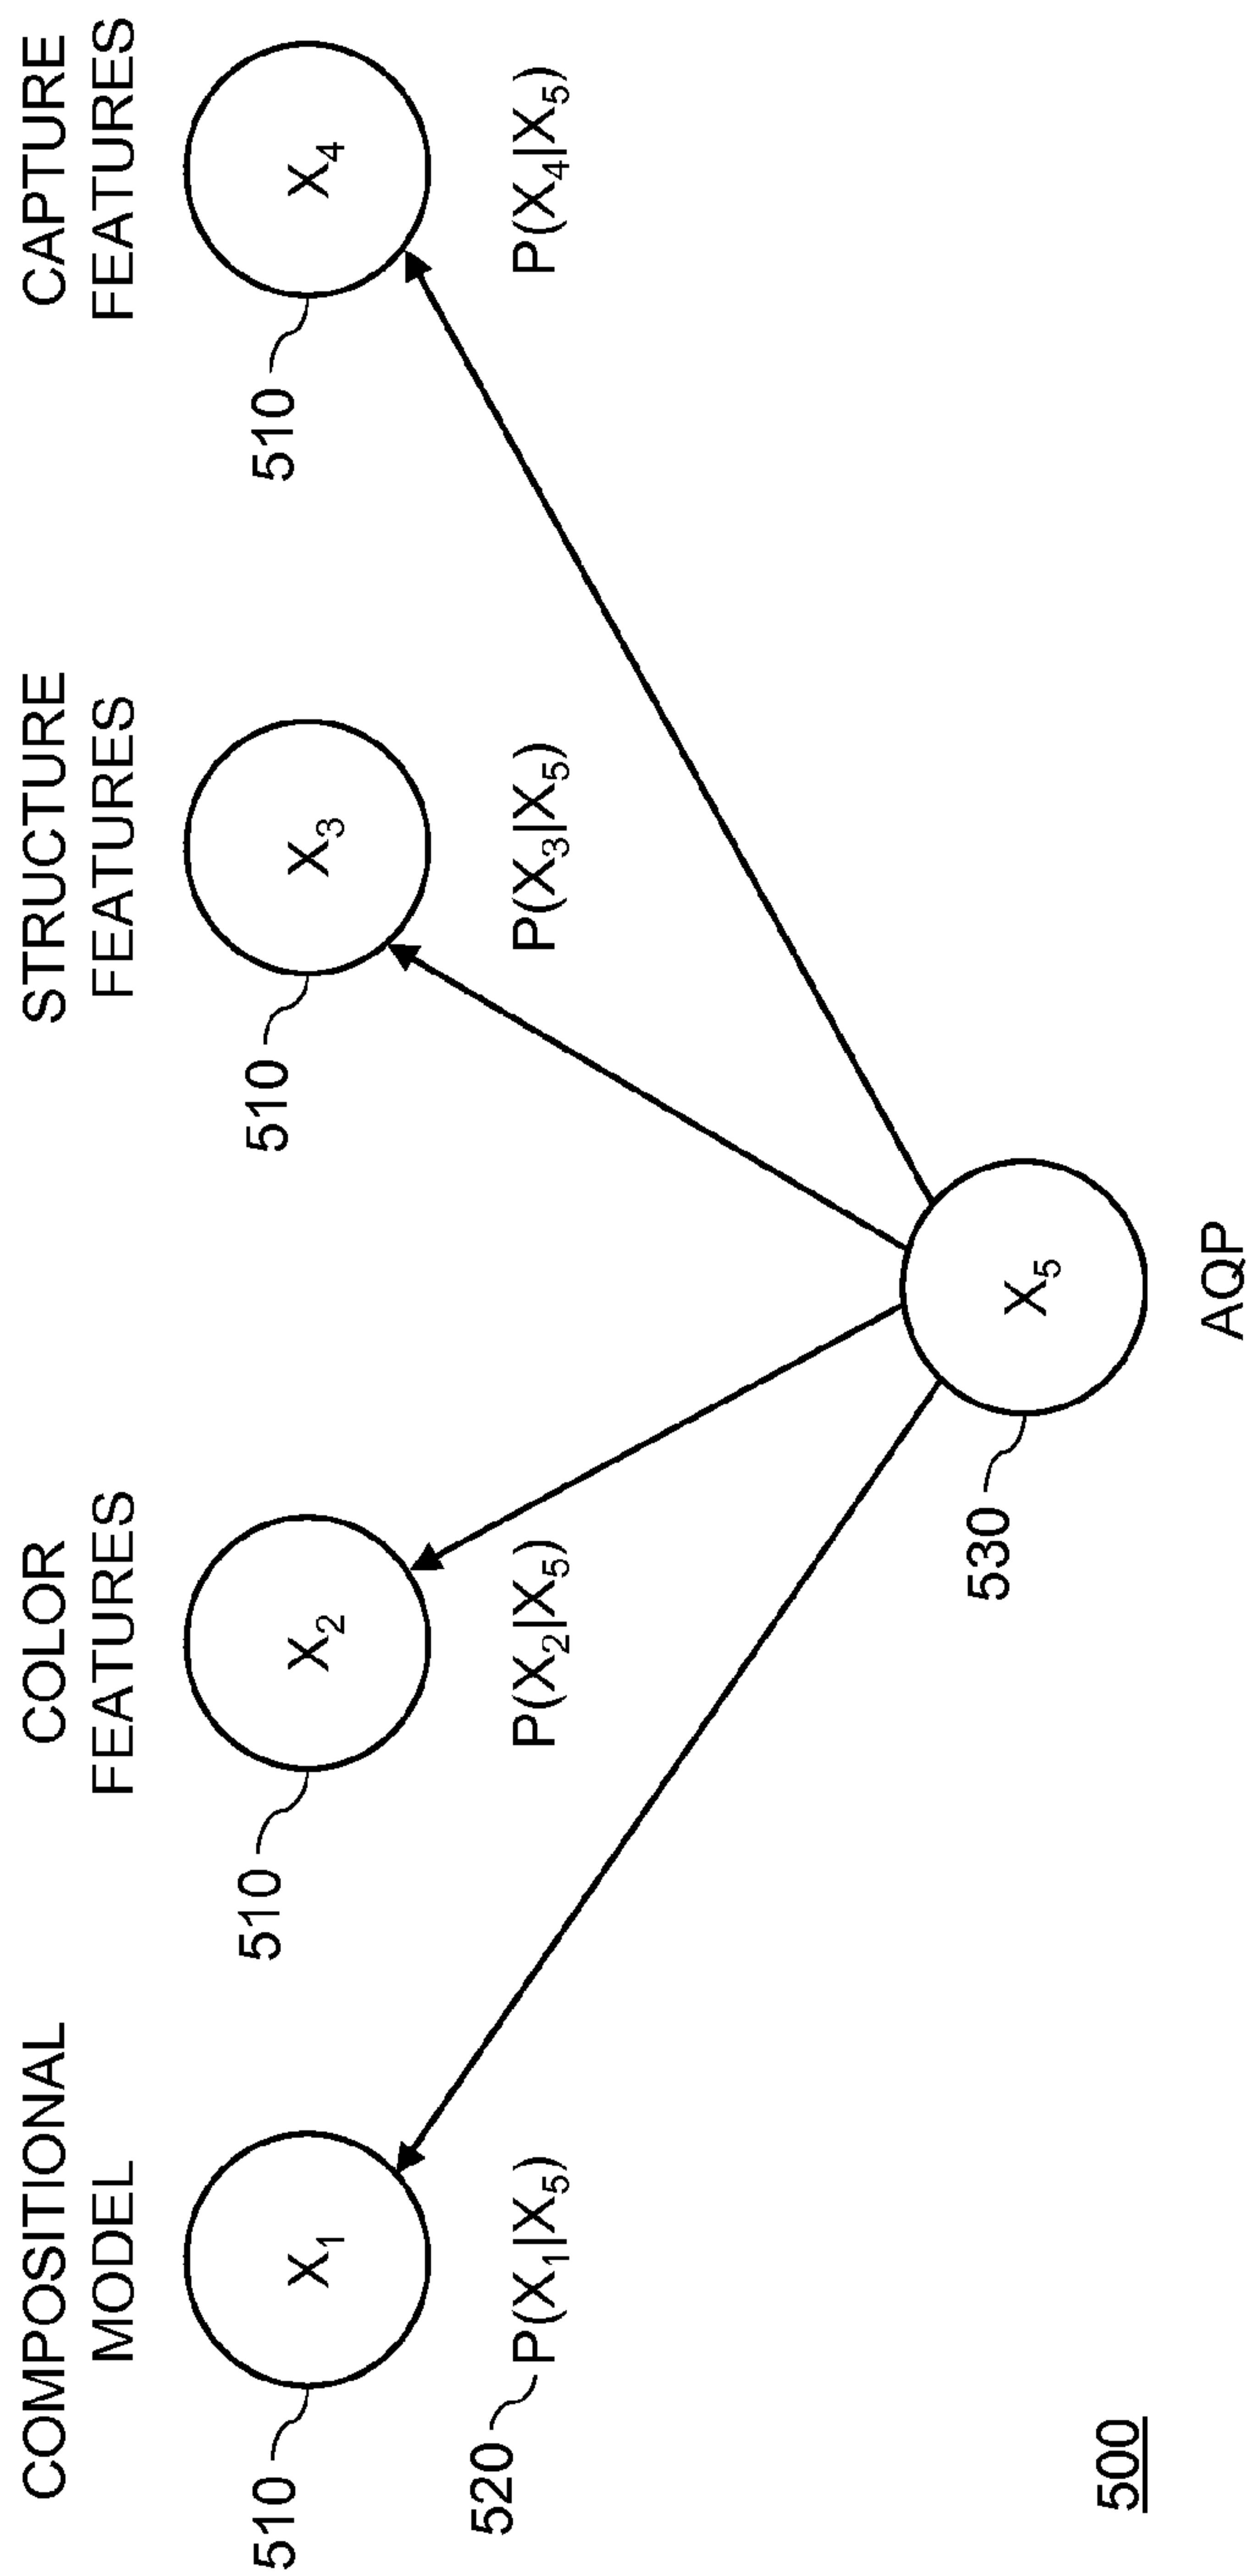 COMPOSITIONAL
MODEL
COLOR
FEATURES
STRUCTURE
FEATURES
CAPTURE
FEATURES
510
X1
510
X2
510
X3
510
X4
520
P(X1|X5)
P(X2|X5)
P(X3|X5)
P(X4|X5)
530
X5
AQP
500